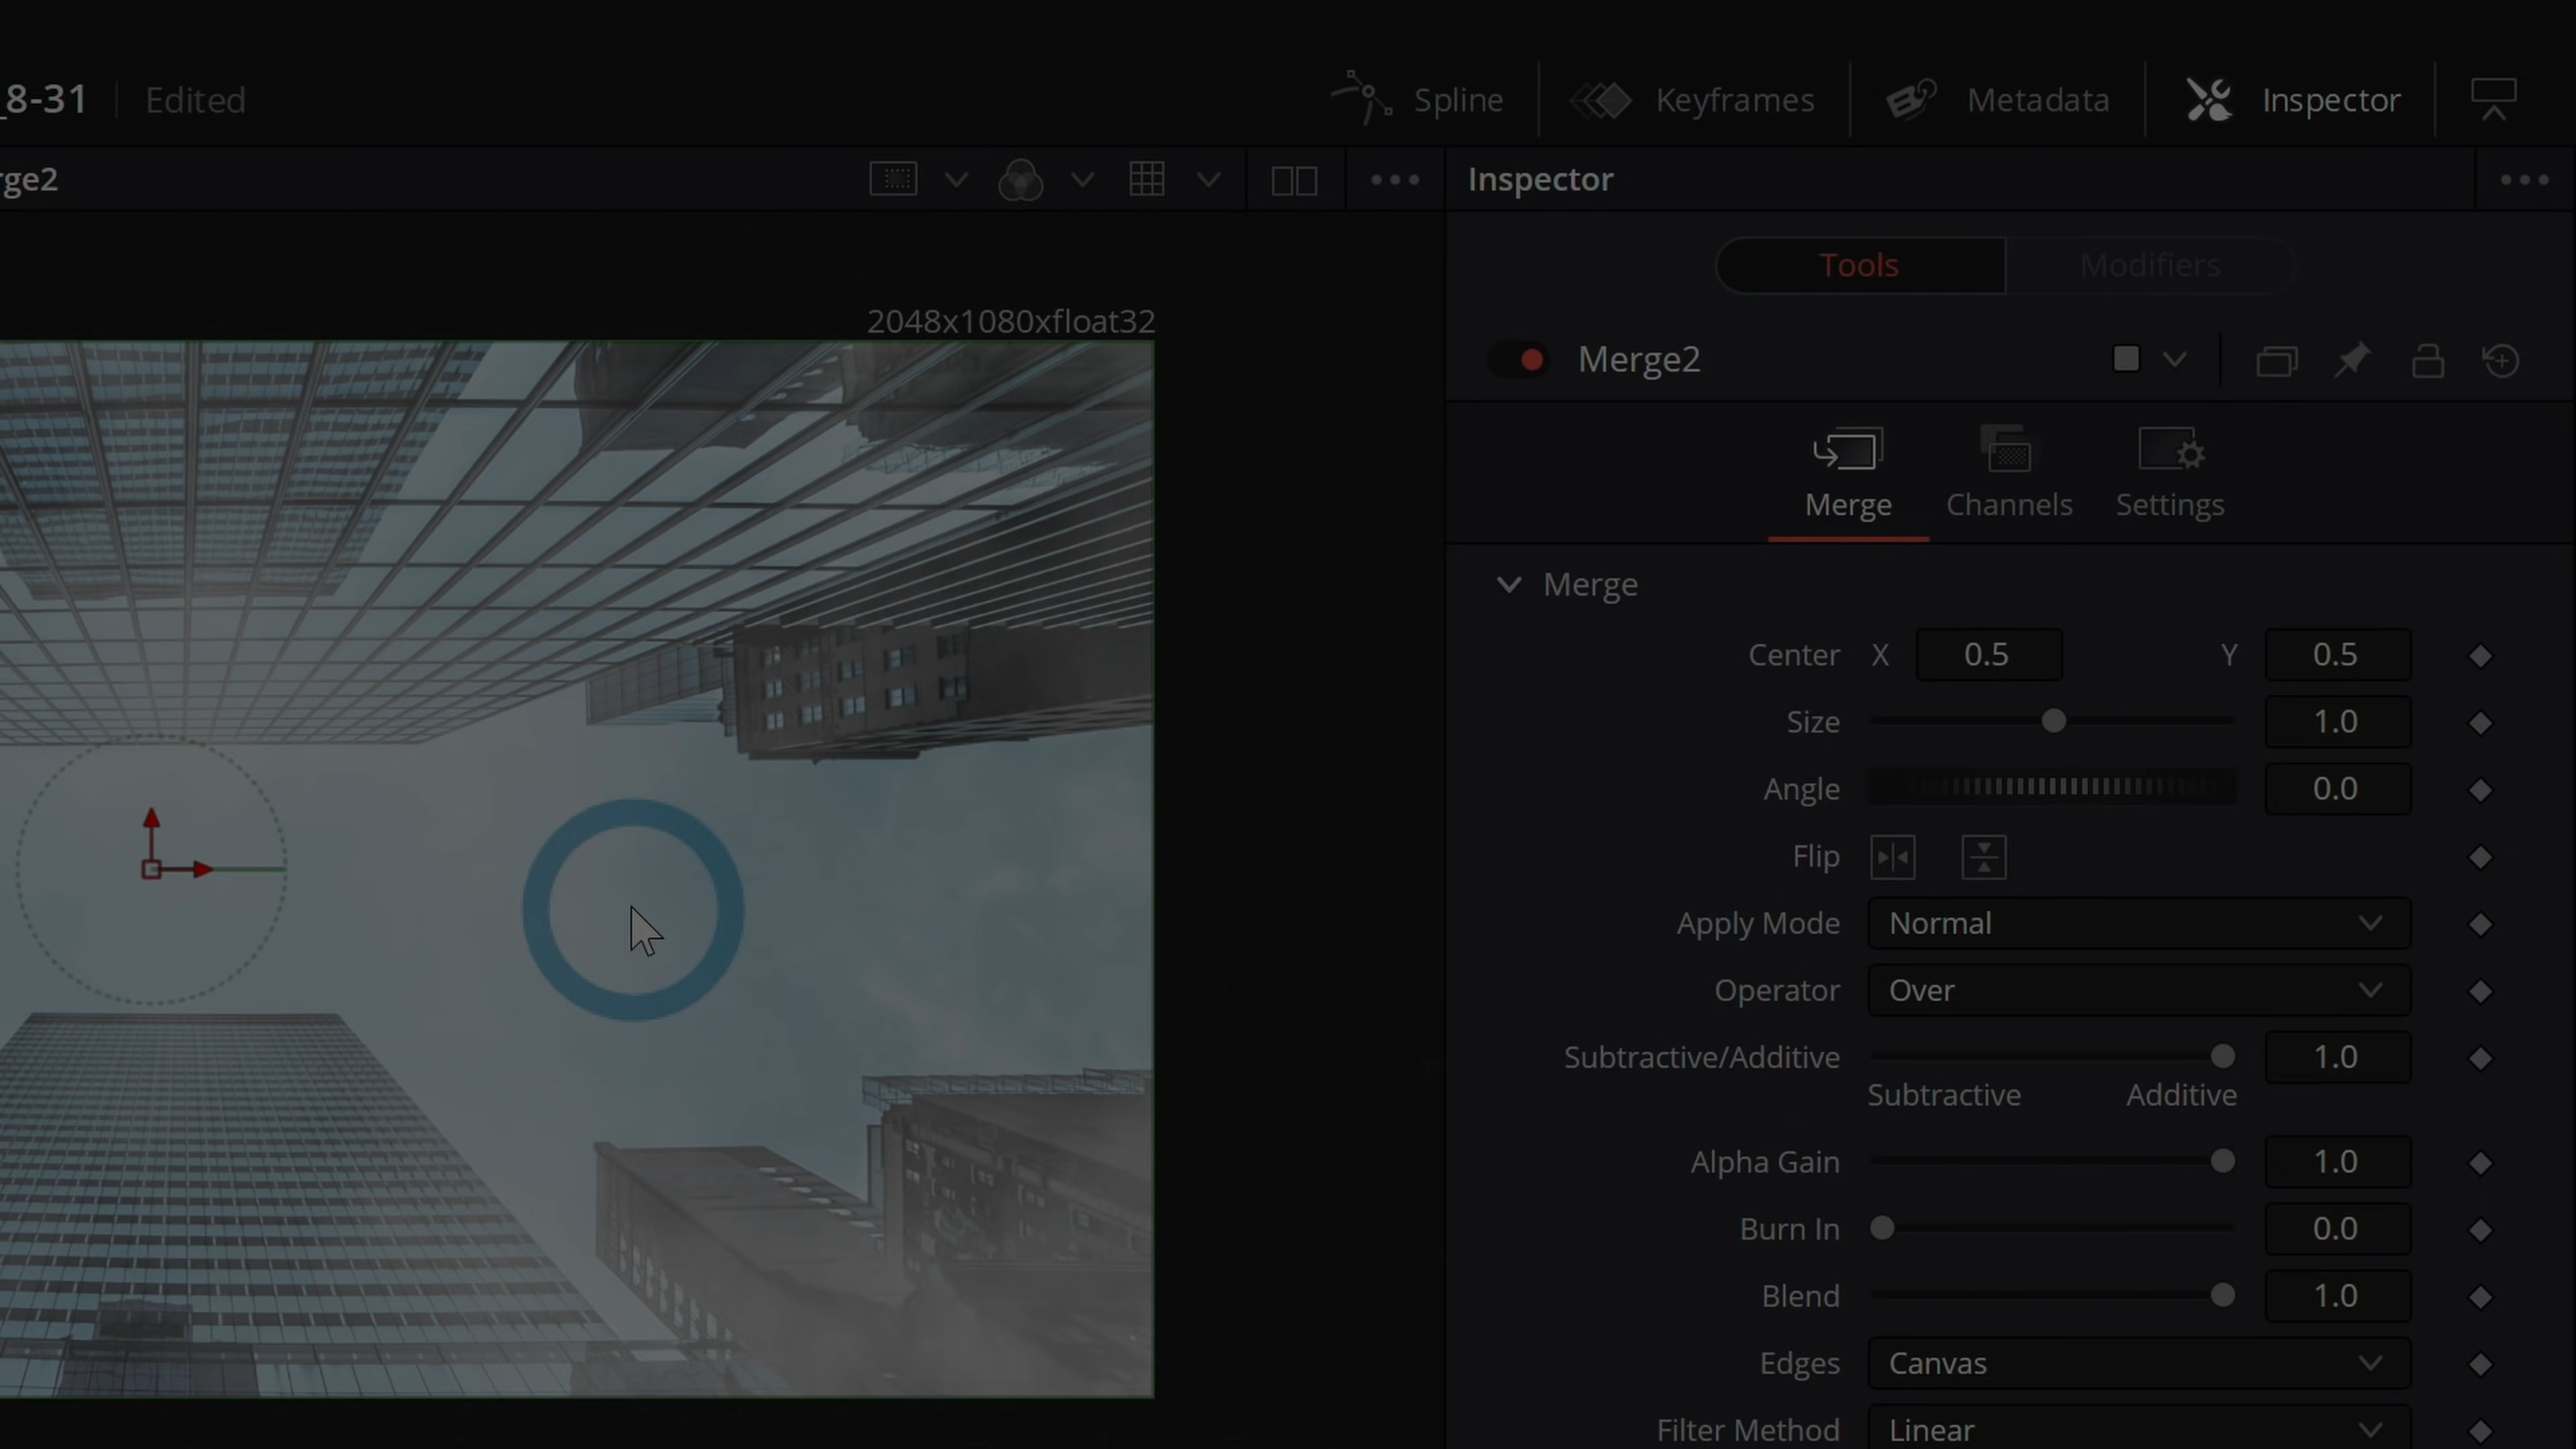 _8-31 Edited Spline Keyframes Metadata Inspector
rge2 Inspector
Tools Modifiers
2048x1080xfloat32
Merge2
Merge Channels Settings
Merge
Center X 0.5 Y 0.5
Size 1.0
Angle 0.0
Flip
Apply Mode Normal
Operator Over
Subtractive/Additive 1.0
Subtractive Additive
Alpha Gain 1.0
Burn In 0.0
Blend 1.0
Edges Canvas
Filter Method Linear